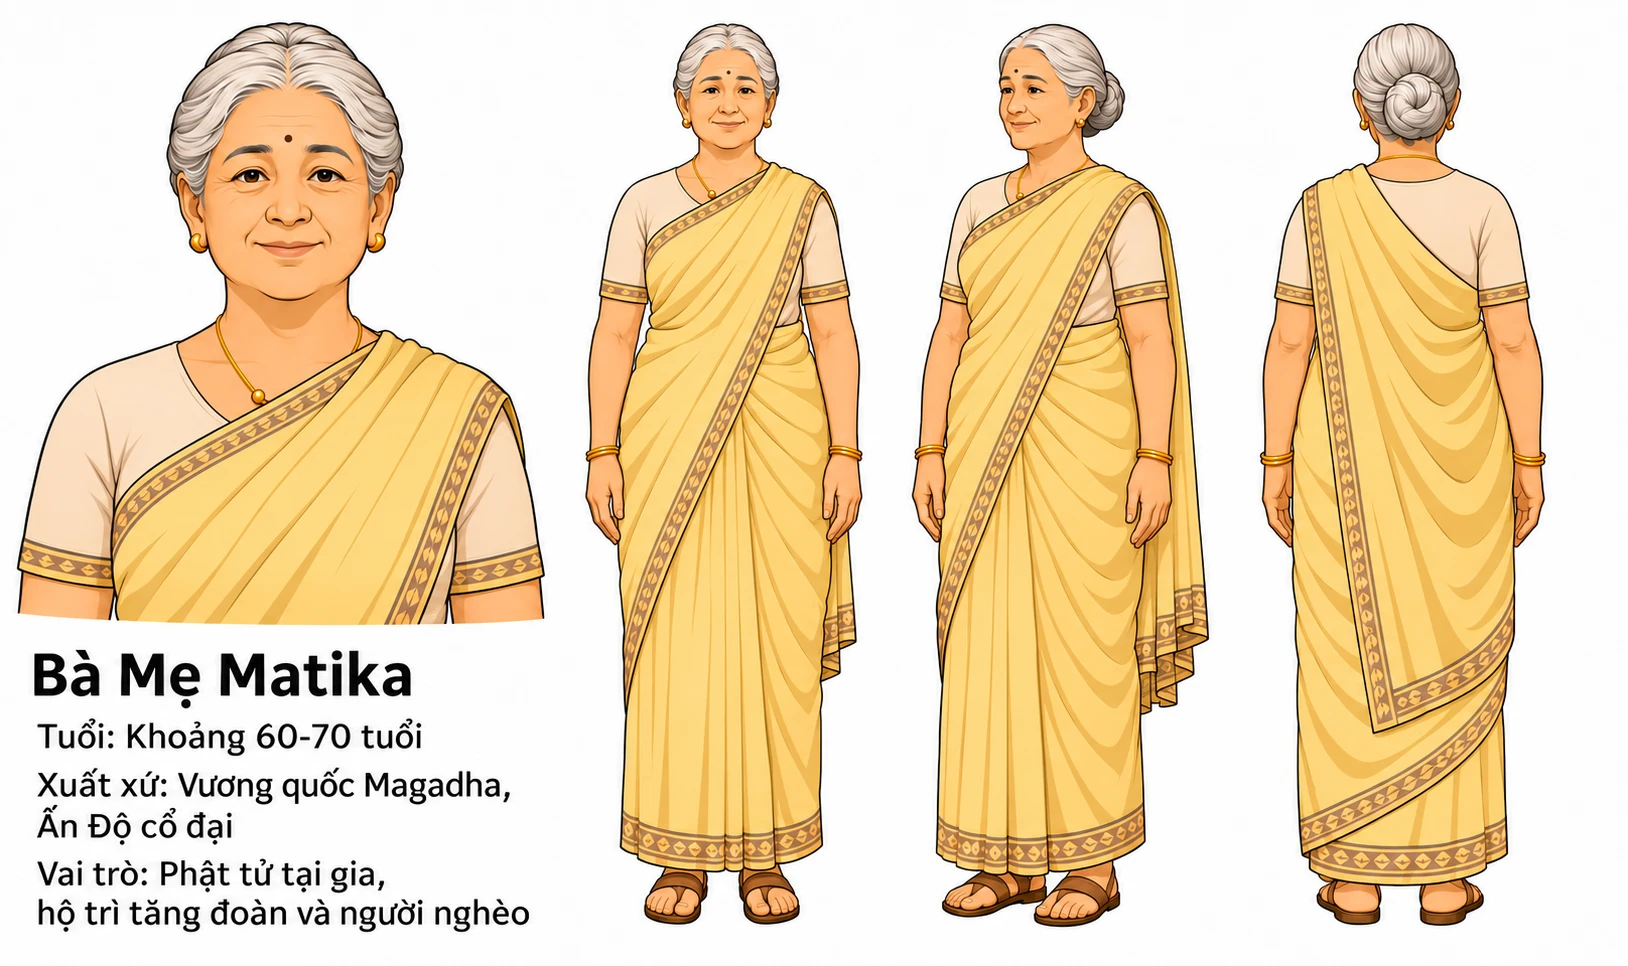 Bà Mẹ Matika
Tuổi: Khoảng 60-70 tuổi
Xuất xứ: Vương quốc Magadha,
Ấn Độ cổ đại
Vai trò: Phật tử tại gia,
hộ trì tăng đoàn và người nghèo